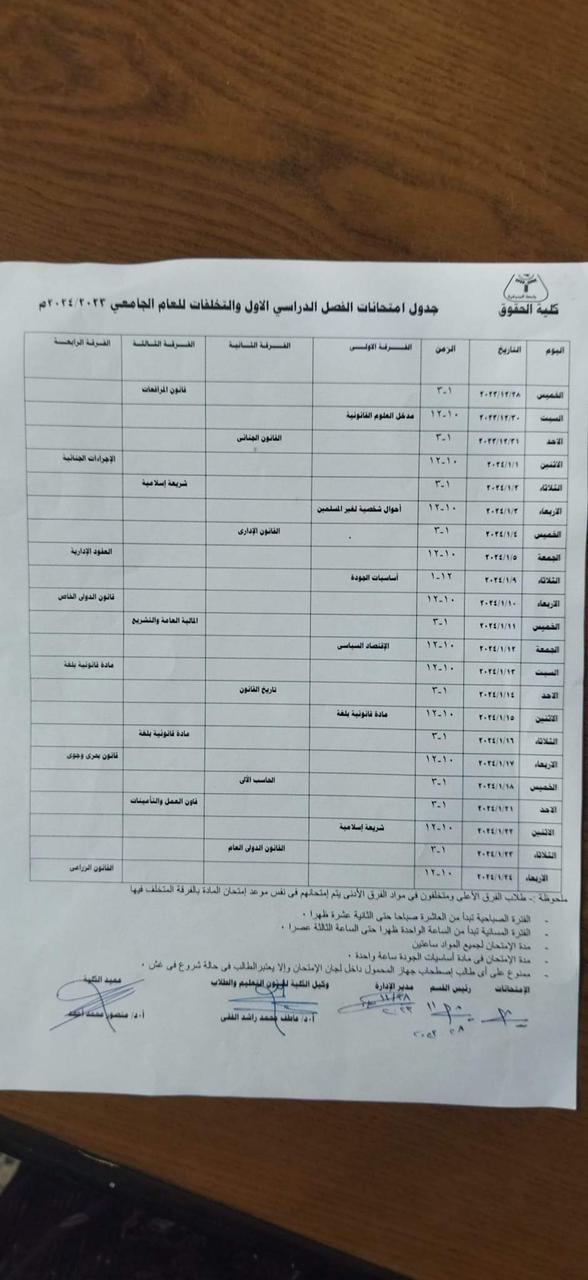 كلية الحقوق
جدول امتحانات الفصل الدراسي الاول والتخلفات للعام الجامعي ٢٠٢٤/٢٠٢٣م
اليوم التاريخ الزمن الفرقة الاولى الفرقة الثانية الفرقة الثالثة الفرقة الرابعة
الخميس ٢٠٢٣/١٢/٢٨ ١-٣ قانون المرافعات
السبت ٢٠٢٣/١٢/٣٠ ١٠-١٢ مدخل العلوم القانونية
الاحد ٢٠٢٣/١٢/٣١ ١-٣ القانون الجنائى
الاثنين ٢٠٢٤/١/١ ١٠-١٢ الإجراءات الجنائية
الثلاثاء ٢٠٢٤/١/٢ ١-٣ شريعة إسلامية
الاربعاء ٢٠٢٤/١/٣ ١٠-١٢ أحوال شخصية لغير المسلمين
الخميس ٢٠٢٤/١/٤ ١-٣ القانون الإدارى
الجمعة ٢٠٢٤/١/٥ ١٠-١٢ العقود الإدارية
الثلاثاء ٢٠٢٤/١/٩ ١٢-١ أساسيات الجودة
الاربعاء ٢٠٢٤/١/١٠ ١٠-١٢ قانون الدولى الخاص
الخميس ٢٠٢٤/١/١١ ١-٣ المالية العامة والتشريع
الجمعة ٢٠٢٤/١/١٢ ١٠-١٢ الإقتصاد السياسى
السبت ٢٠٢٤/١/١٣ ١٠-١٢ مادة قانونية بلغة
الاحد ٢٠٢٤/١/١٤ ١-٣ تاريخ القانون
الاثنين ٢٠٢٤/١/١٥ ١٠-١٢ مادة قانونية بلغة
الثلاثاء ٢٠٢٤/١/١٦ ١-٣ مادة قانونية بلغة
الاربعاء ٢٠٢٤/١/١٧ ١٠-١٢ قانون بحرى وجوى
الخميس ٢٠٢٤/١/١٨ ١-٣ الحاسب الألى
الاحد ٢٠٢٤/١/٢١ ١-٣ قاون العمل والتأمينات
الاثنين ٢٠٢٤/١/٢٢ ١٠-١٢ شريعة إسلامية
الثلاثاء ٢٠٢٤/١/٢٣ ١-٣ القانون الدولى العام
الاربعاء ٢٠٢٤/١/٢٤ ١٠-١٢ القانون الزراعى
ملحوظة :- طلاب الفرق الأعلى ومتخلفون فى مواد الفرق الأدنى يتم إمتحانهم فى نفس موعد إمتحان المادة بالفرقة المتخلف فيها
- الفترة الصباحية تبدأ من العاشرة صباحا حتى الثانية عشرة ظهرا .
- الفترة المسائية تبدأ من الساعة الواحدة ظهرا حتى الساعة الثالثة عصرا .
- مدة الإمتحان لجميع المواد ساعتين
- مدة الإمتحان فى مادة أساسيات الجودة ساعة واحدة .
- ممنوع على أى طالب إصطحاب جهاز المحمول داخل لجان الإمتحان وإلا يعتبرالطالب فى حالة شروع فى غش .
الإمتحانات رئيس القسم مدير الإدارة وكيل الكلية لشئون التعليم والطلاب عميد الكلية
أ.د/ عاطف محمد راشد الفقى أ.د/ منصور محمد أحمد